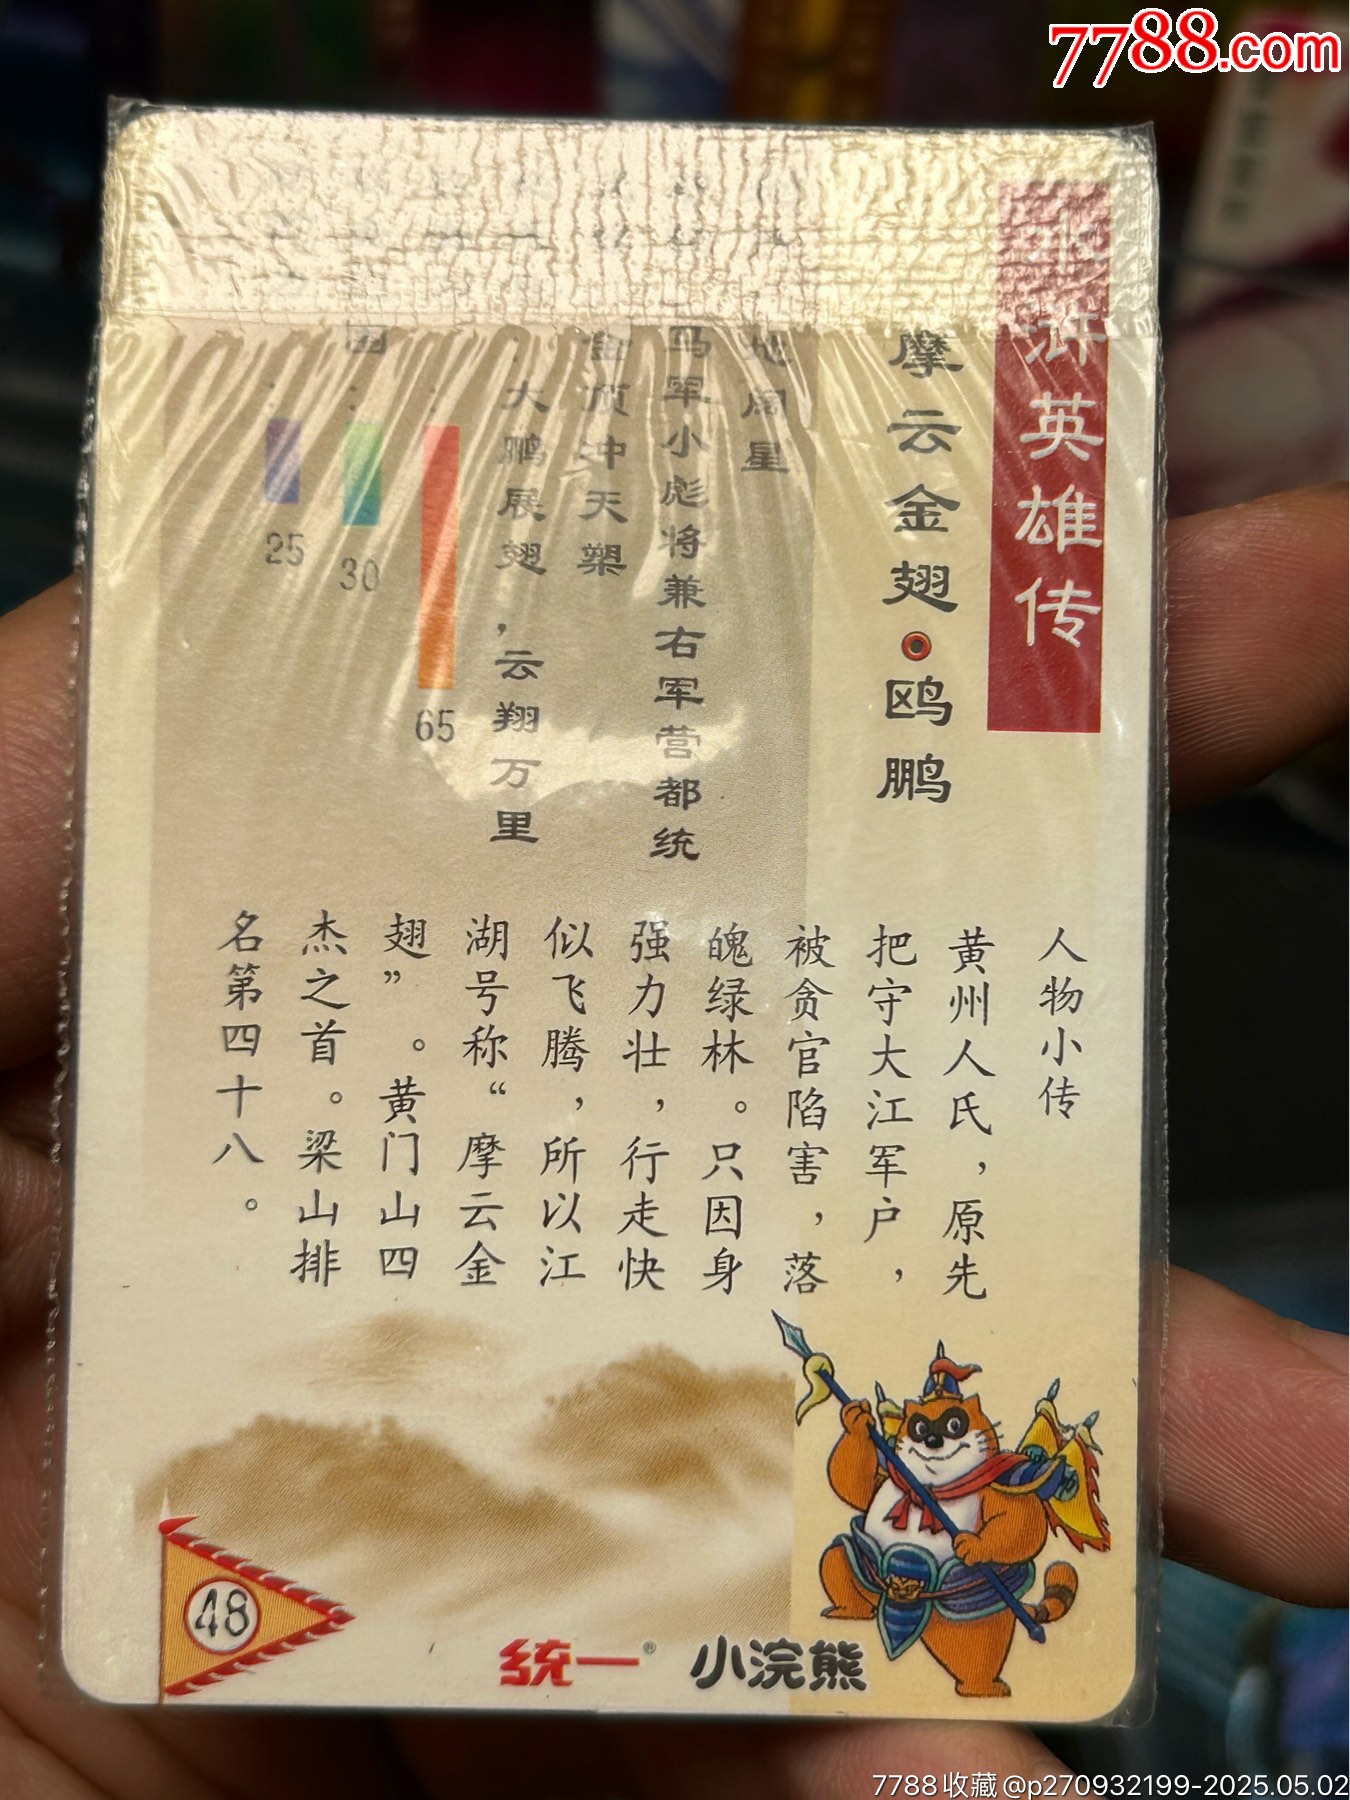 7788.com
水浒英雄传
摩云金翅·鸥鹏
地阖星
马军小彪将兼右军营都统
金顶冲天槊
大鹏展翅，云翔万里
65
30
25
人物小传
黄州人氏，原先
把守大江军户，
被贪官陷害，落
魄绿林。只因身
强力壮，行走快
似飞腾，所以江
湖号称“摩云金
翅”。黄门山四
杰之首。梁山排
名第四十八。
48
统一®
小浣熊
7788收藏@p270932199-2025.05.02